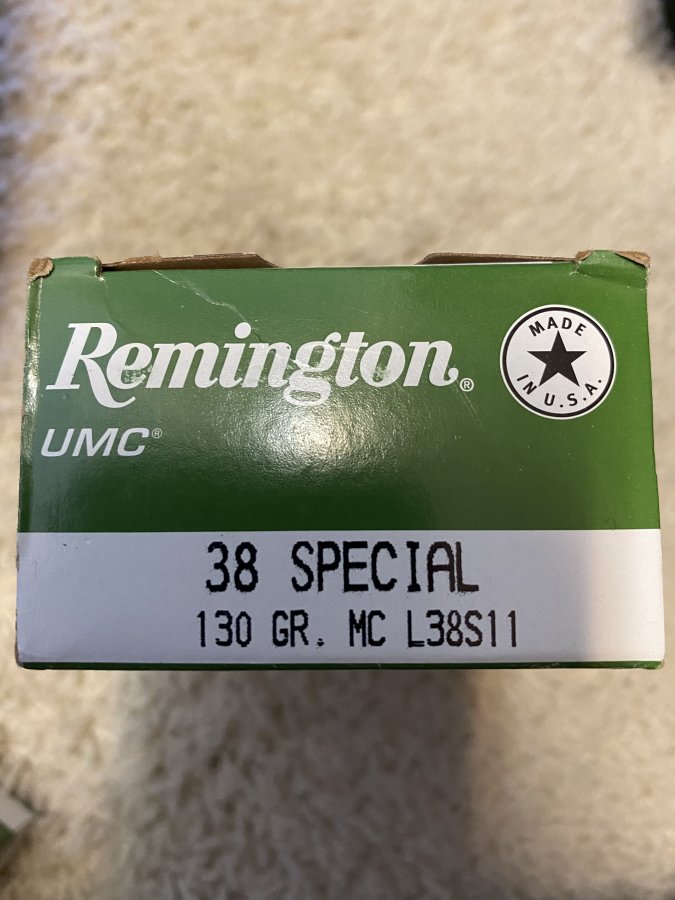 Remington®
MADE
IN U.S.A.
UMC®
38 SPECIAL
130 GR. MC L38S11